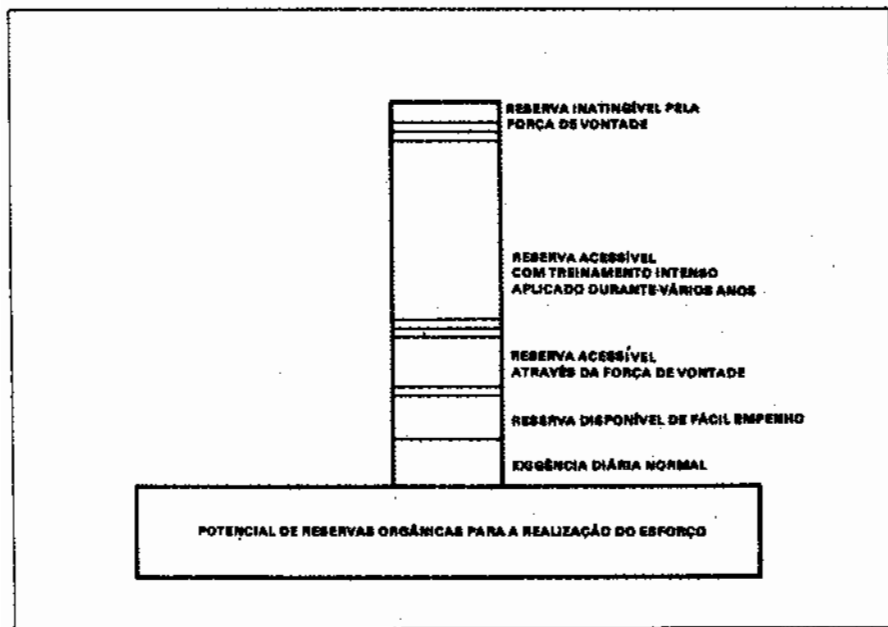 RESERVA INATINGÍVEL PELA
FORÇA DE VONTADE
RESERVA ACESSÍVEL
COM TREINAMENTO INTENSO
APLICADO DURANTE VÁRIOS ANOS
RESERVA ACESSÍVEL
ATRAVÉS DA FORÇA DE VONTADE
RESERVA DISPONÍVEL DE FÁCIL EMPENHO
EXIGÊNCIA DIÁRIA NORMAL
POTENCIAL DE RESERVAS ORGÂNICAS PARA A REALIZAÇÃO DO ESFORÇO